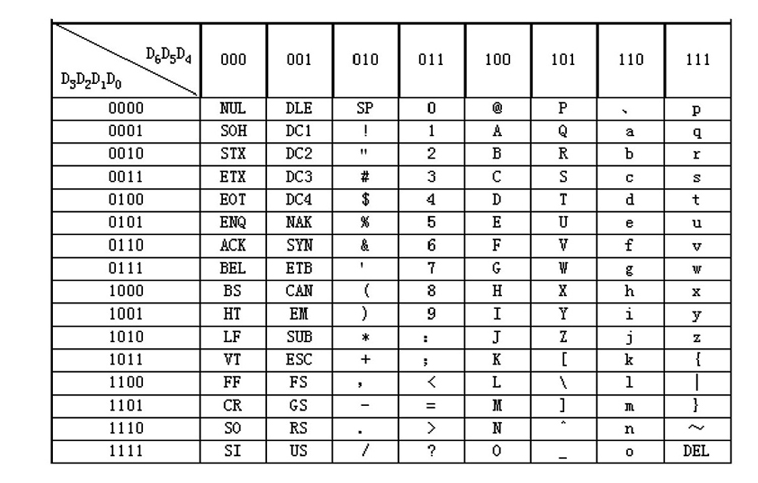 D6D5D4 000 001 010 011 100 101 110 111
D3D2D1D0
0000 NUL DLE SP 0 @ P 、 p
0001 SOH DC1 ! 1 A Q a q
0010 STX DC2 " 2 B R b r
0011 ETX DC3 # 3 C S c s
0100 EOT DC4 $ 4 D T d t
0101 ENQ NAK % 5 E U e u
0110 ACK SYN & 6 F V f v
0111 BEL ETB ' 7 G W g w
1000 BS CAN ( 8 H X h x
1001 HT EM ) 9 I Y i y
1010 LF SUB * : J Z j z
1011 VT ESC + ; K [ k {
1100 FF FS , < L \ l |
1101 CR GS - = M ] m }
1110 SO RS . > N ^ n ~
1111 SI US / ? O _ o DEL